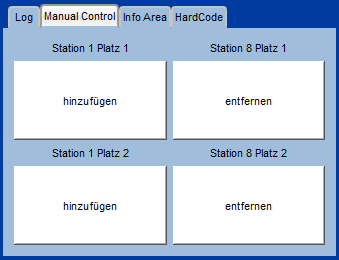 Log Manual Control Info Area HardCode
Station 1 Platz 1 Station 8 Platz 1
hinzufügen entfernen
Station 1 Platz 2 Station 8 Platz 2
hinzufügen entfernen